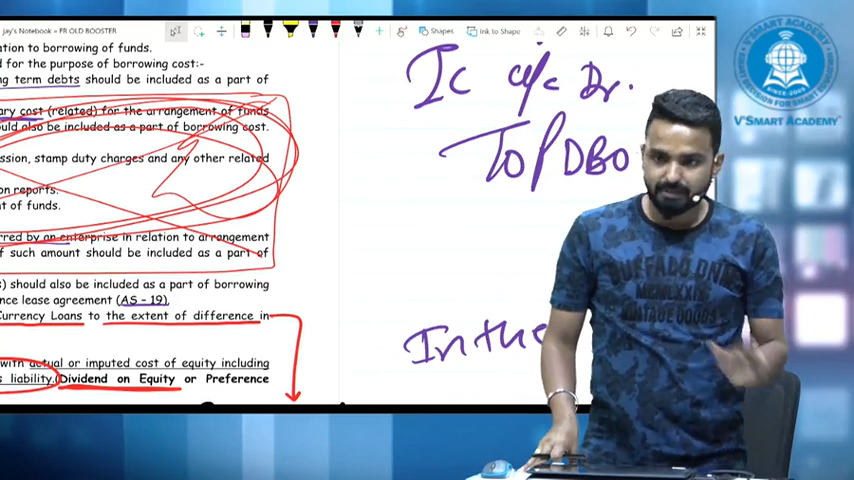 jay's Notebook » FR OLD BOOSTER
Shapes
Ink to Shape
ation to borrowing of funds.
d for the purpose of borrowing cost:-
ng term debts should be included as a part of
ary cost (related) for the arrangement of funds
ould also be included as a part of borrowing cost.
ssion, stamp duty charges and any other related
on reports.
nt of funds.
rred by an enterprise in relation to arrangement
f such amount should be included as a part of
s) should also be included as a part of borrowing
nce lease agreement (AS – 19).
Currency Loans to the extent of difference in
with actual or imputed cost of equity including
s liability.(Dividend on Equity or Preference
Dr.
To
DBO
In the
V'SMART ACADEMY
SINCE-2009
V'SMART ACADEMY
BUFFALO DNM
MCMLXXIX
VINTAGE GOODS